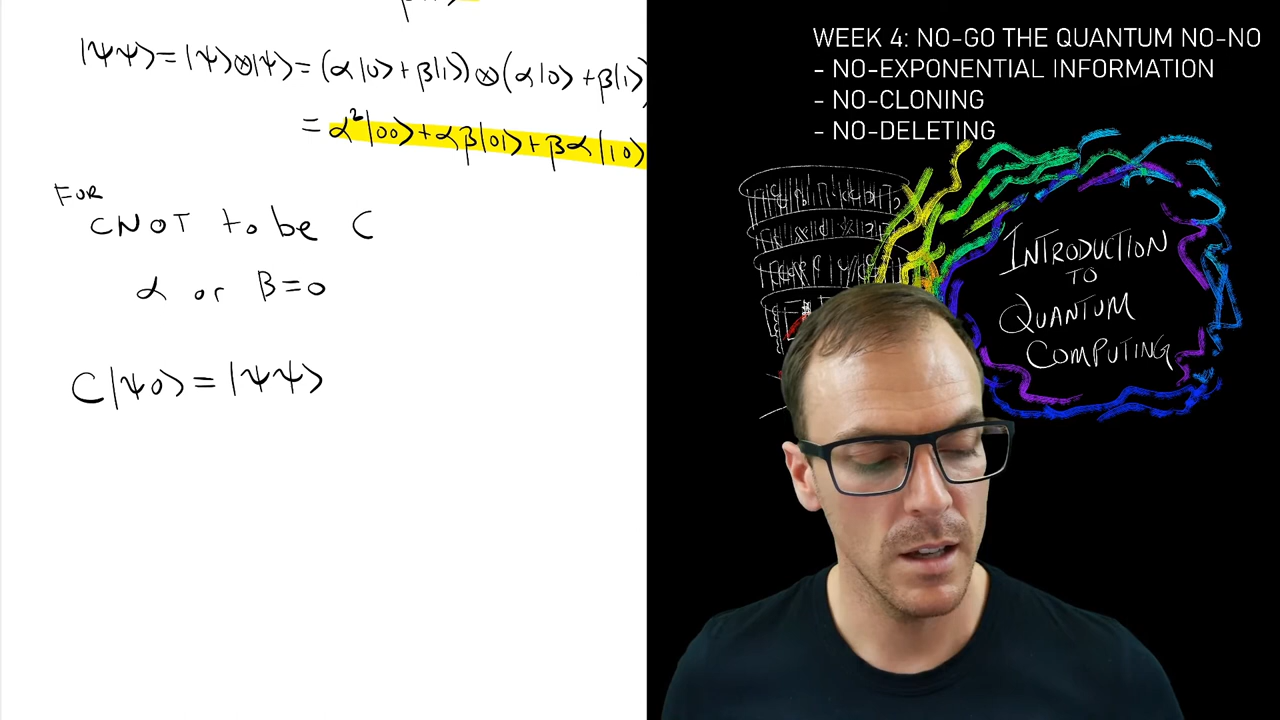 |ψψ⟩ = |ψ⟩⊗|ψ⟩ = (α|0⟩ + β|1⟩) ⊗ (α|0⟩ + β|1⟩
= α²|00⟩ + αβ|01⟩ + βα|10⟩
FOR
CNOT to be C
α or β=0
C|ψ0⟩ = |ψψ⟩
WEEK 4: NO-GO THE QUANTUM NO-NO
- NO-EXPONENTIAL INFORMATION
- NO-CLONING
- NO-DELETING
INTRODUCTION
TO
QUANTUM
COMPUTING